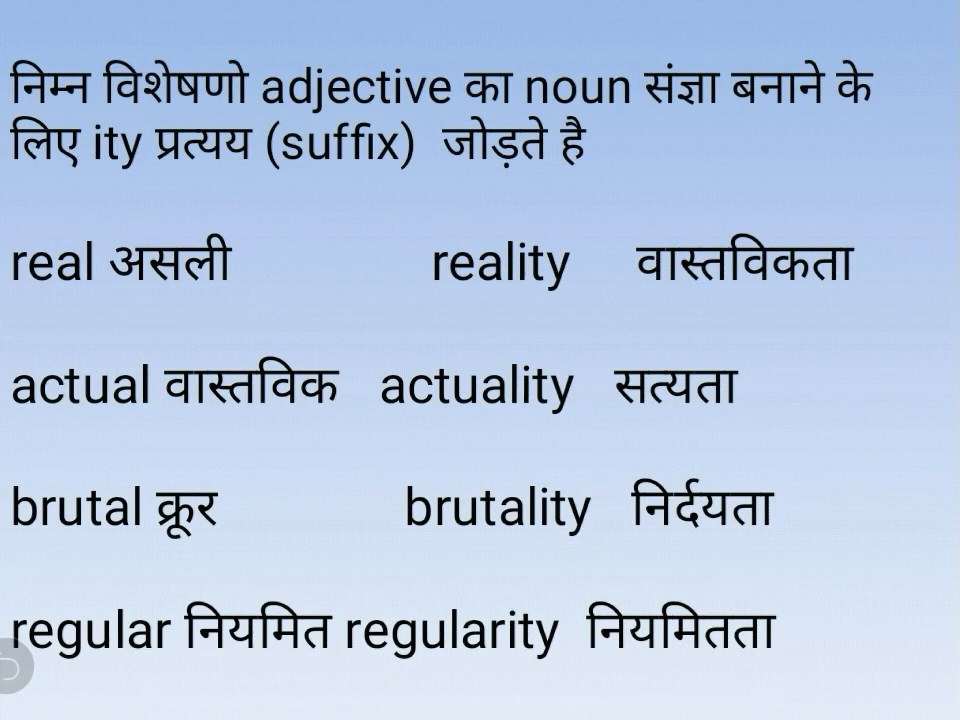 निम्न विशेषणो adjective का noun संज्ञा बनाने के
लिए ity प्रत्यय (suffix) जोड़ते है
real असली reality वास्तविकता
actual वास्तविक actuality सत्यता
brutal क्रूर brutality निर्दयता
regular नियमित regularity नियमितता